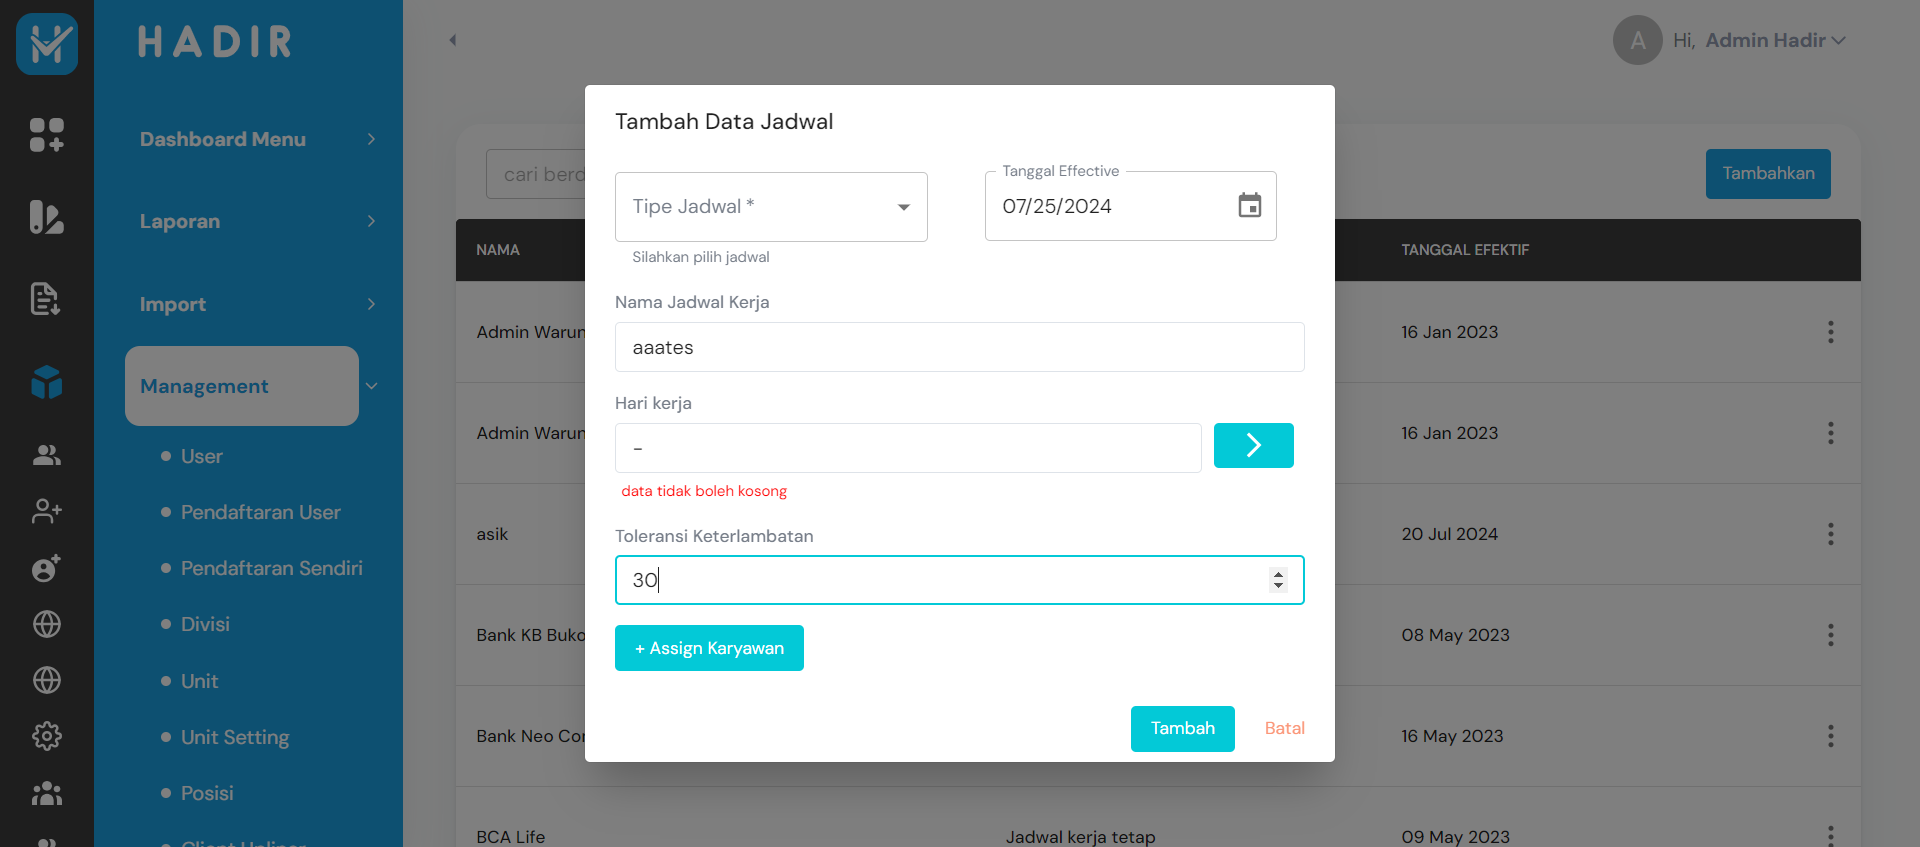 HADIR
Hi, Admin Hadir
A
Dashboard Menu
Laporan
Import
Management
User
Pendaftaran User
Pendaftaran Sendiri
Divisi
Unit
Unit Setting
Posisi
cari berd
Tambahkan
NAMA
TANGGAL EFEKTIF
Admin Warun
16 Jan 2023
Admin Warun
16 Jan 2023
asik
20 Jul 2024
Bank KB Buko
08 May 2023
Bank Neo Co
16 May 2023
BCA Life
Jadwal kerja tetap
09 May 2023
Tambah Data Jadwal
Tipe Jadwal *
Silahkan pilih jadwal
Tanggal Effective
07/25/2024
Nama Jadwal Kerja
aaates
Hari kerja
-
data tidak boleh kosong
Toleransi Keterlambatan
30
+ Assign Karyawan
Tambah
Batal